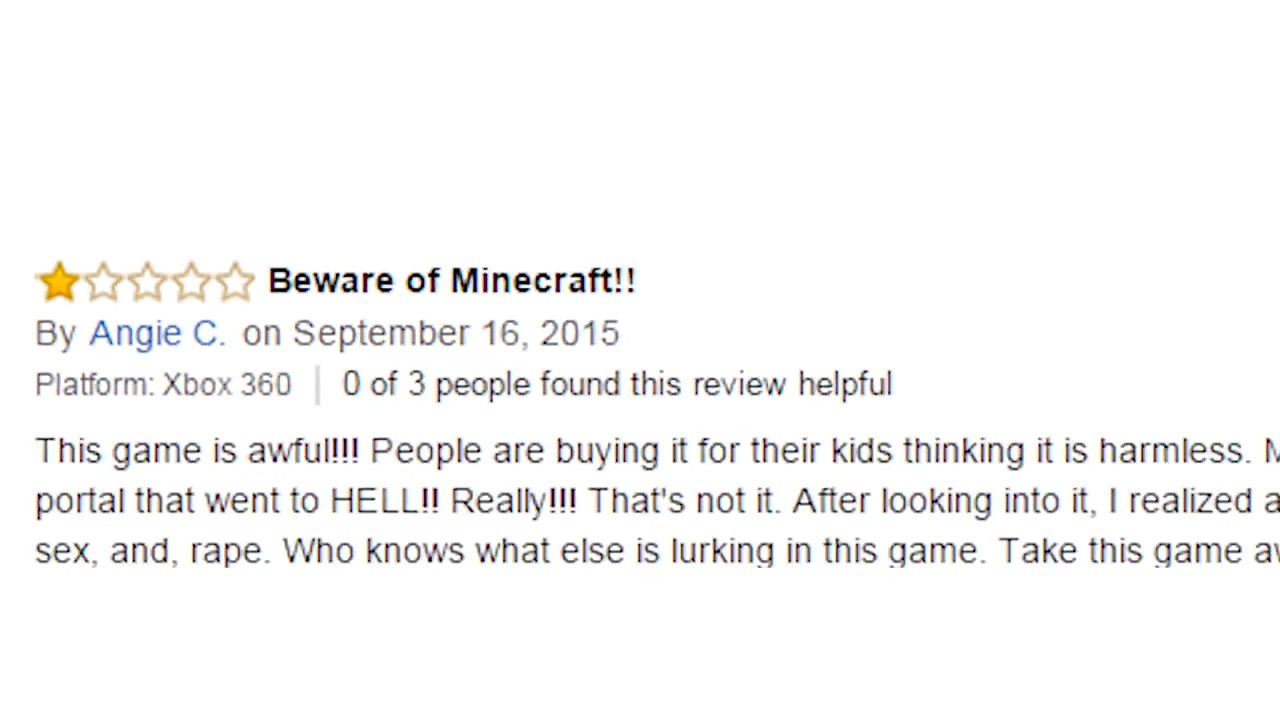 Beware of Minecraft!!
By Angie C. on September 16, 2015
Platform: Xbox 360 | 0 of 3 people found this review helpful
This game is awful!!! People are buying it for their kids thinking it is harmless.
portal that went to HELL!! Really!!! That's not it. After looking into it, I realized
sex, and, rape. Who knows what else is lurking in this game. Take this game